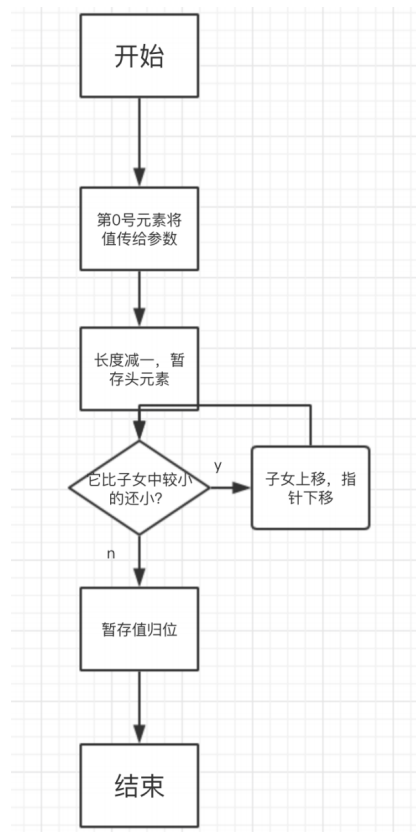 开始
第0号元素将
值传给参数
长度减一，暂
存头元素
它比子女中较小
的还小?
y
子女上移，指
针下移
n
暂存值归位
结束